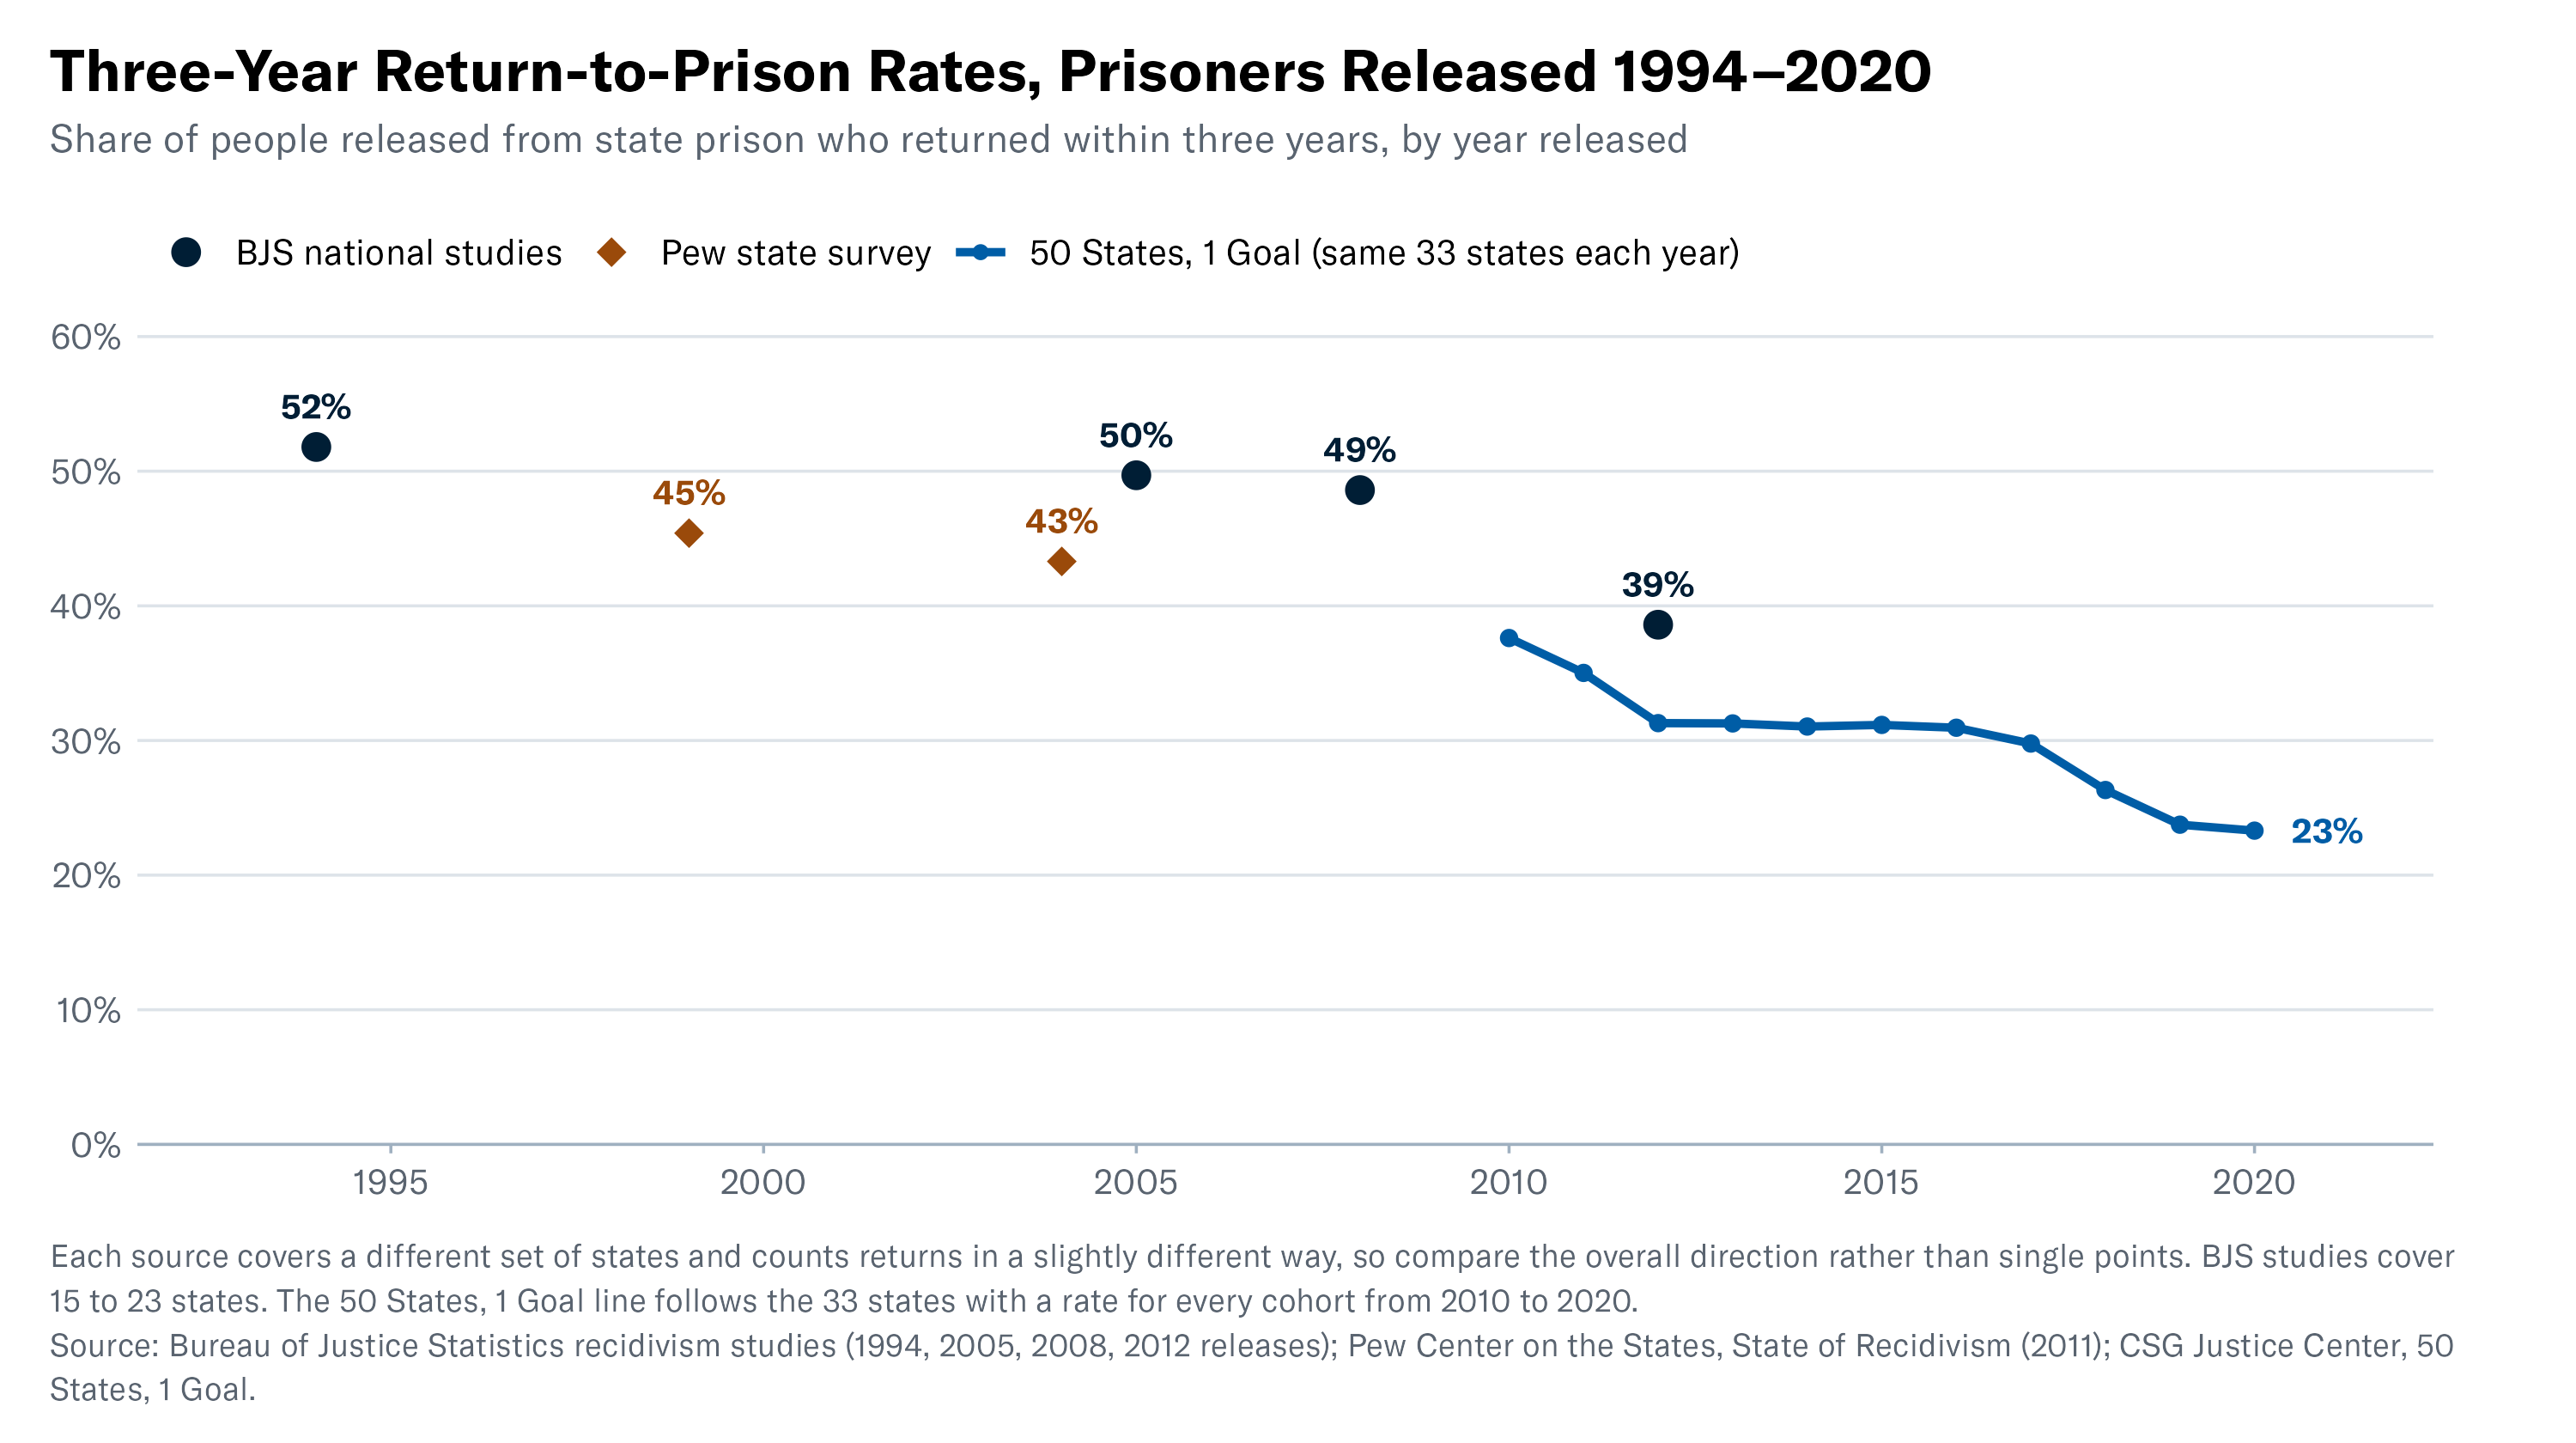 Three-Year Return-to-Prison Rates, Prisoners Released 1994–2020
Share of people released from state prison who returned within three years, by year released
BJS national studies
Pew state survey
50 States, 1 Goal (same 33 states each year)
60%
52%
50%
49%
50%
45%
43%
39%
40%
30%
23%
20%
10%
0%
1995
2000
2005
2010
2015
2020
Each source covers a different set of states and counts returns in a slightly different way, so compare the overall direction rather than single points. BJS studies cover
15 to 23 states. The 50 States, 1 Goal line follows the 33 states with a rate for every cohort from 2010 to 2020.
Source: Bureau of Justice Statistics recidivism studies (1994, 2005, 2008, 2012 releases); Pew Center on the States, State of Recidivism (2011); CSG Justice Center, 50
States, 1 Goal.